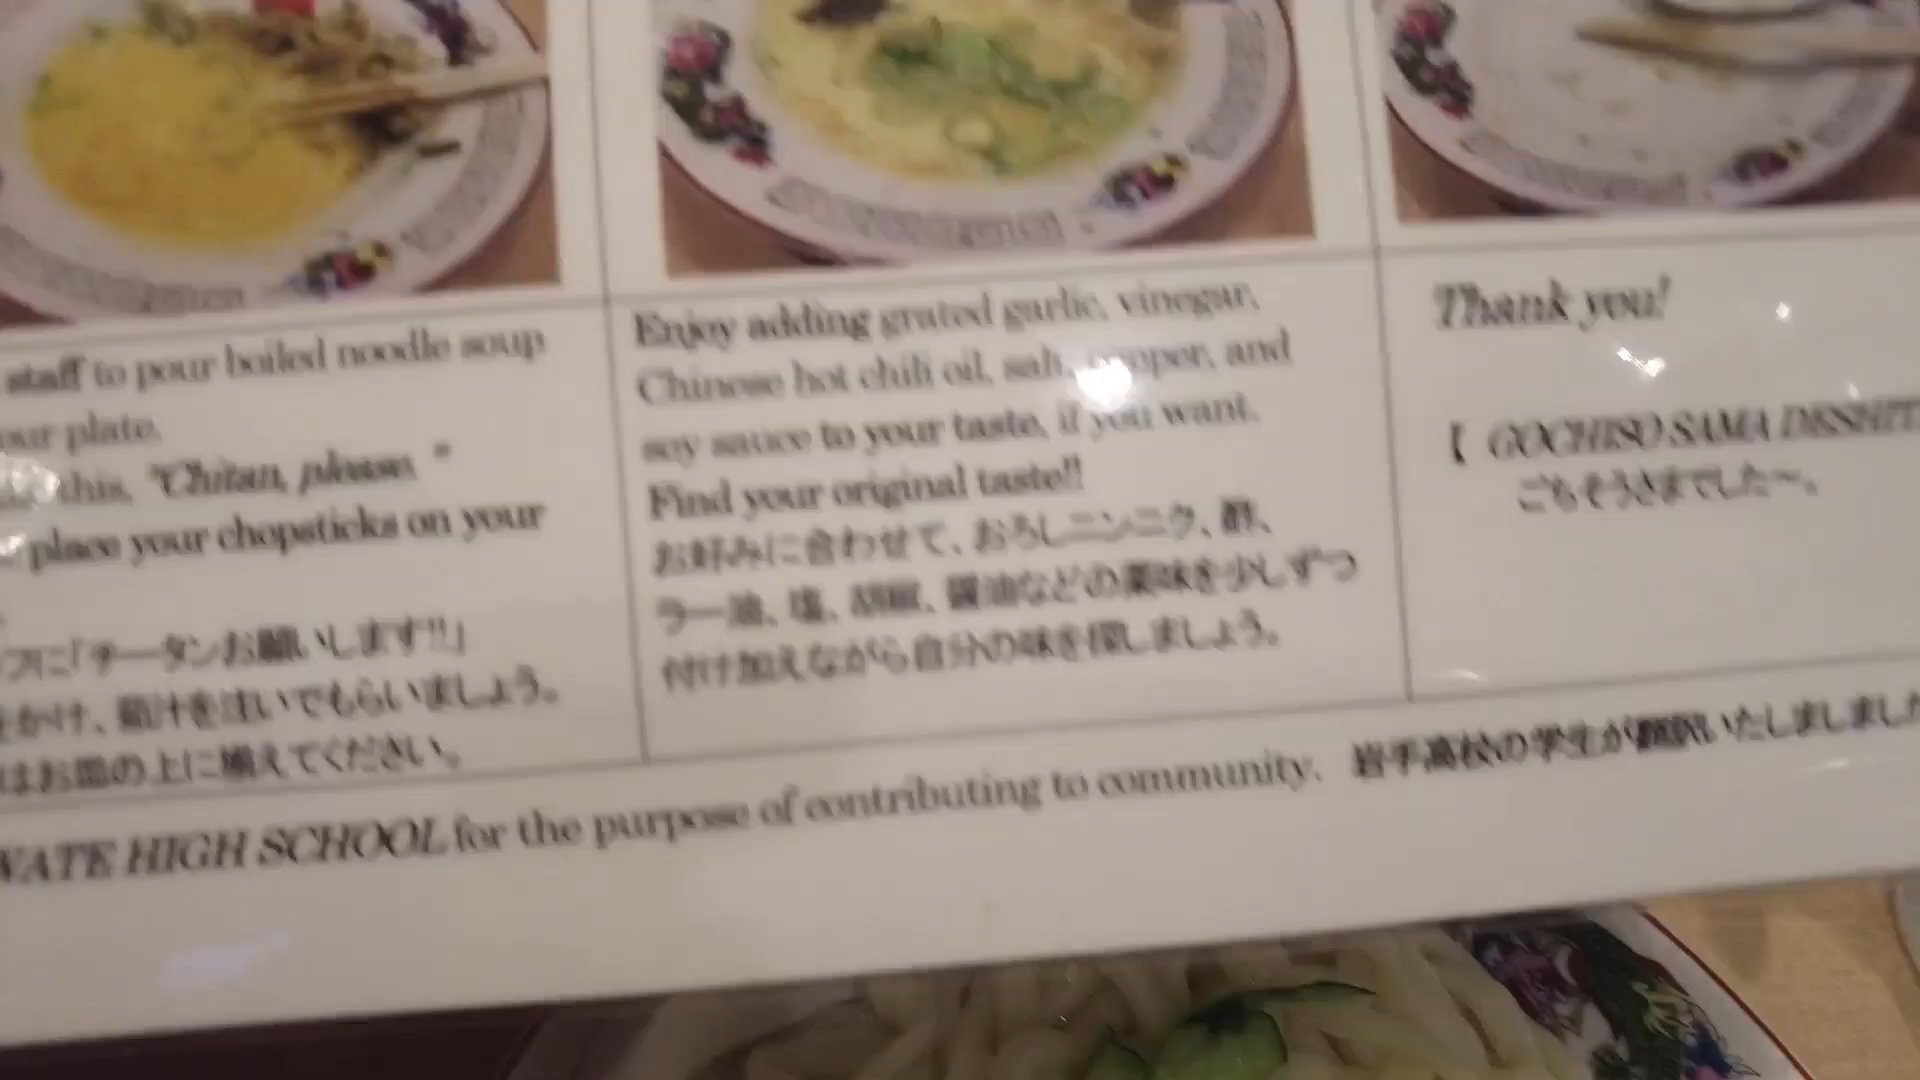 staff to pour boiled noodle soup
our plate.
this, "Chitan, please. "
place your chopsticks on your
フに「チータンお願いします!!」
をかけ、茹汁を注いでもらいましょう。
はお皿の上に揃えてください。
Enjoy adding grated garlic, vinegar,
Chinese hot chili oil, salt, pepper, and
soy sauce to your taste, if you want.
Find your original taste!!
お好みに合わせて、おろしニンニク、酢、
ラー油、塩、胡椒、醤油などの薬味を少しずつ
付け加えながら自分の味を探しましょう。
Thank you!
【 GOCHISO SAMA DESHIT
ごちそうさまでした〜。
WATE HIGH SCHOOL for the purpose of contributing to community. 岩手高校の学生が翻訳いたしましました